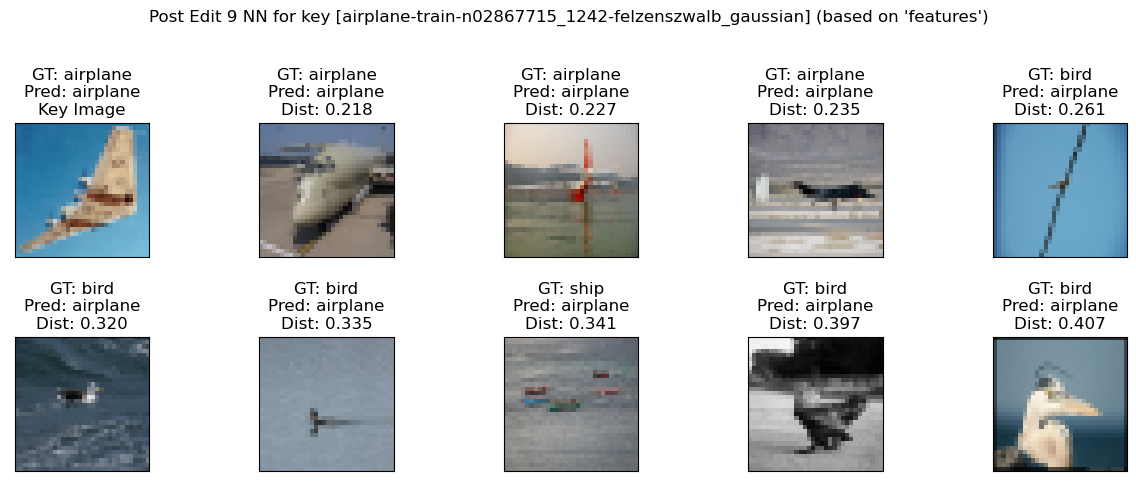 Post Edit 9 NN for key [airplane-train-n02867715_1242-felzenszwalb_gaussian] (based on 'features')
GT: airplane
Pred: airplane
Key Image
GT: airplane
Pred: airplane
Dist: 0.218
GT: airplane
Pred: airplane
Dist: 0.227
GT: airplane
Pred: airplane
Dist: 0.235
GT: bird
Pred: airplane
Dist: 0.261
GT: bird
Pred: airplane
Dist: 0.320
GT: bird
Pred: airplane
Dist: 0.335
GT: ship
Pred: airplane
Dist: 0.341
GT: bird
Pred: airplane
Dist: 0.397
GT: bird
Pred: airplane
Dist: 0.407